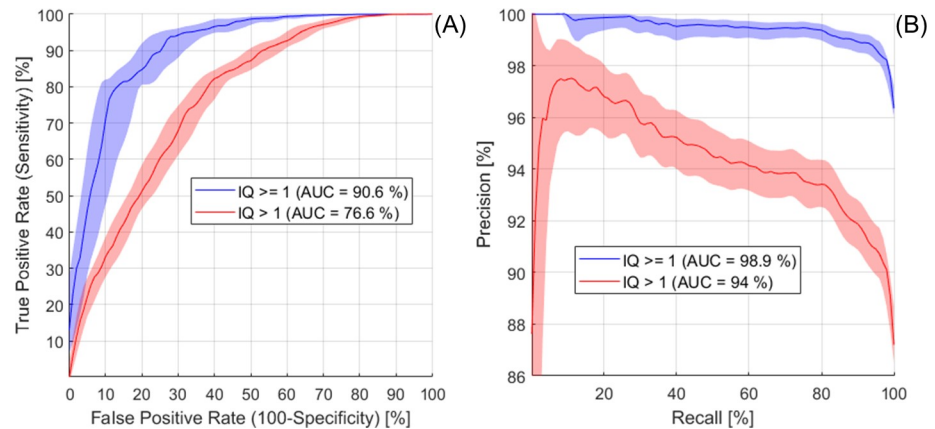 (A)
True Positive Rate (Sensitivity) [%]
100
90
80
70
60
50
40
30
20
10
IQ >= 1 (AUC = 90.6 %)
IQ > 1 (AUC = 76.6 %)
0 10 20 30 40 50 60 70 80 90 100
False Positive Rate (100-Specificity) [%]
(B)
Precision [%]
100
98
96
94
92
90
88
86
IQ >= 1 (AUC = 98.9 %)
IQ > 1 (AUC = 94 %)
20 40 60 80 100
Recall [%]